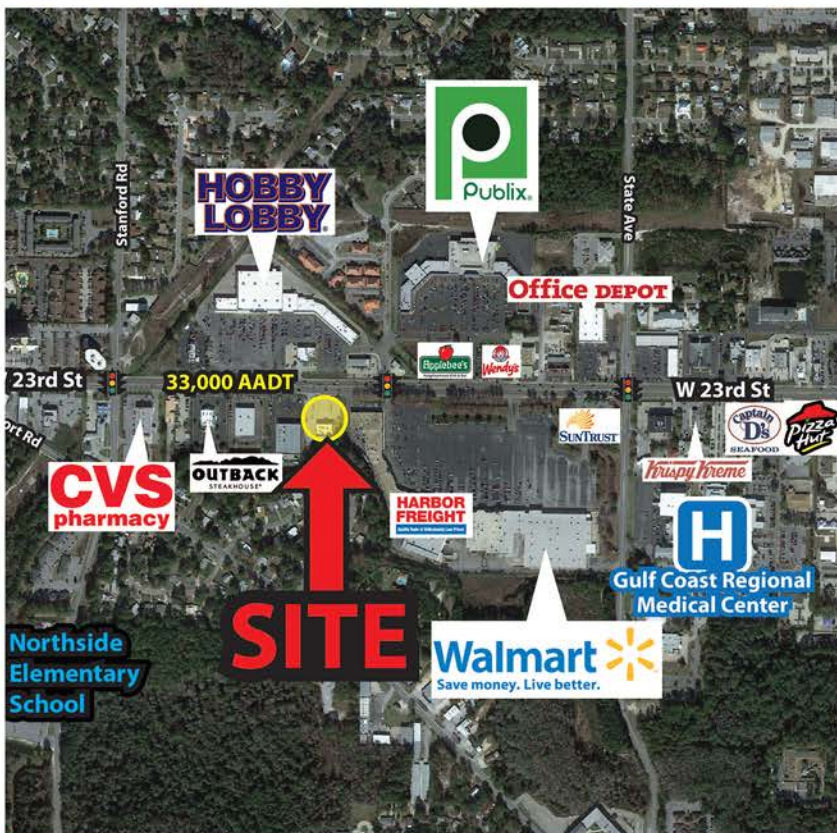 Publix.
HOBBY
LOBBY
Stanford Rd
State Ave
Office DEPOT
Applebee's
Wendy's
23rd St
33,000 AADT
W 23rd St
SUNTRUST
Captain
D's
SEAFOOD
Pizza
Hut
OUTBACK
STEAKHOUSE
Krispy Kreme
CVS
pharmacy
HARBOR
FREIGHT
H
Gulf Coast Regional
Medical Center
SITE
Northside
Elementary
School
Walmart
Save money. Live better.